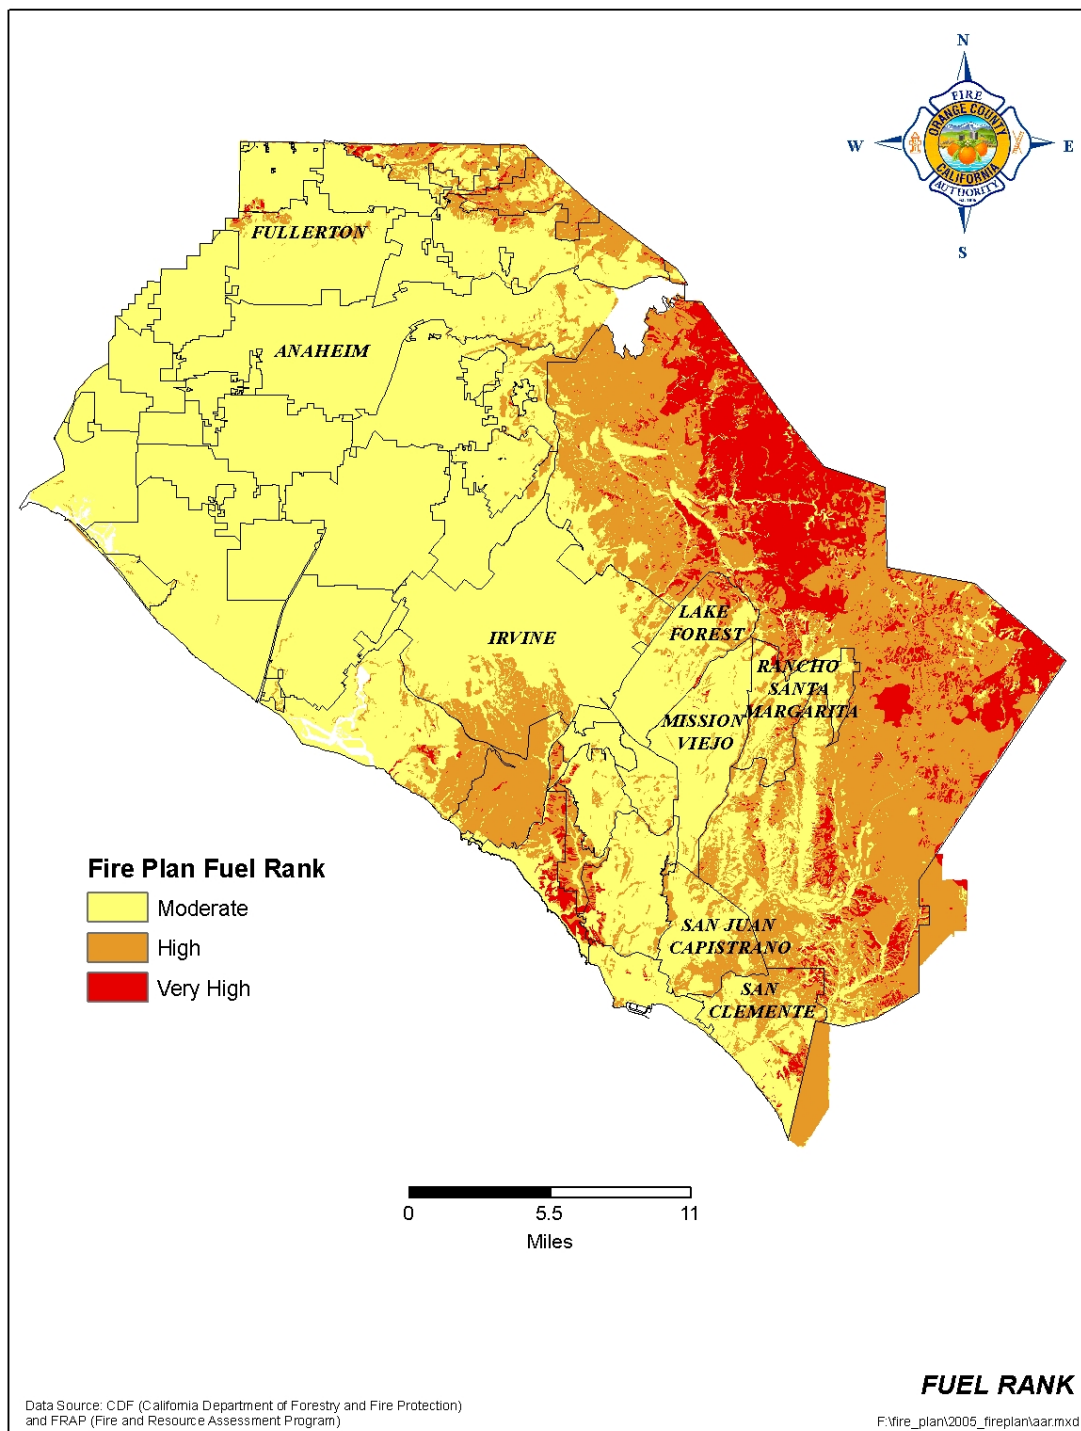 N
FIRE
ORANGE COUNTY
W
E
CALIFORNIA
AUTHORITY
S
FULLERTON
ANAHEIM
LAKE
FOREST
IRVINE
RANCHO
SANTA
MARGARITA
MISSION
VIEJO
Fire Plan Fuel Rank
Moderate
High
Very High
SAN JUAN
CAPISTRANO
SAN
CLEMENTE
0
5.5
11
Miles
FUEL RANK
Data Source: CDF (California Department of Forestry and Fire Protection)
and FRAP (Fire and Resource Assessment Program)
F:\fire_plan\2005_fireplan\aar.mxd